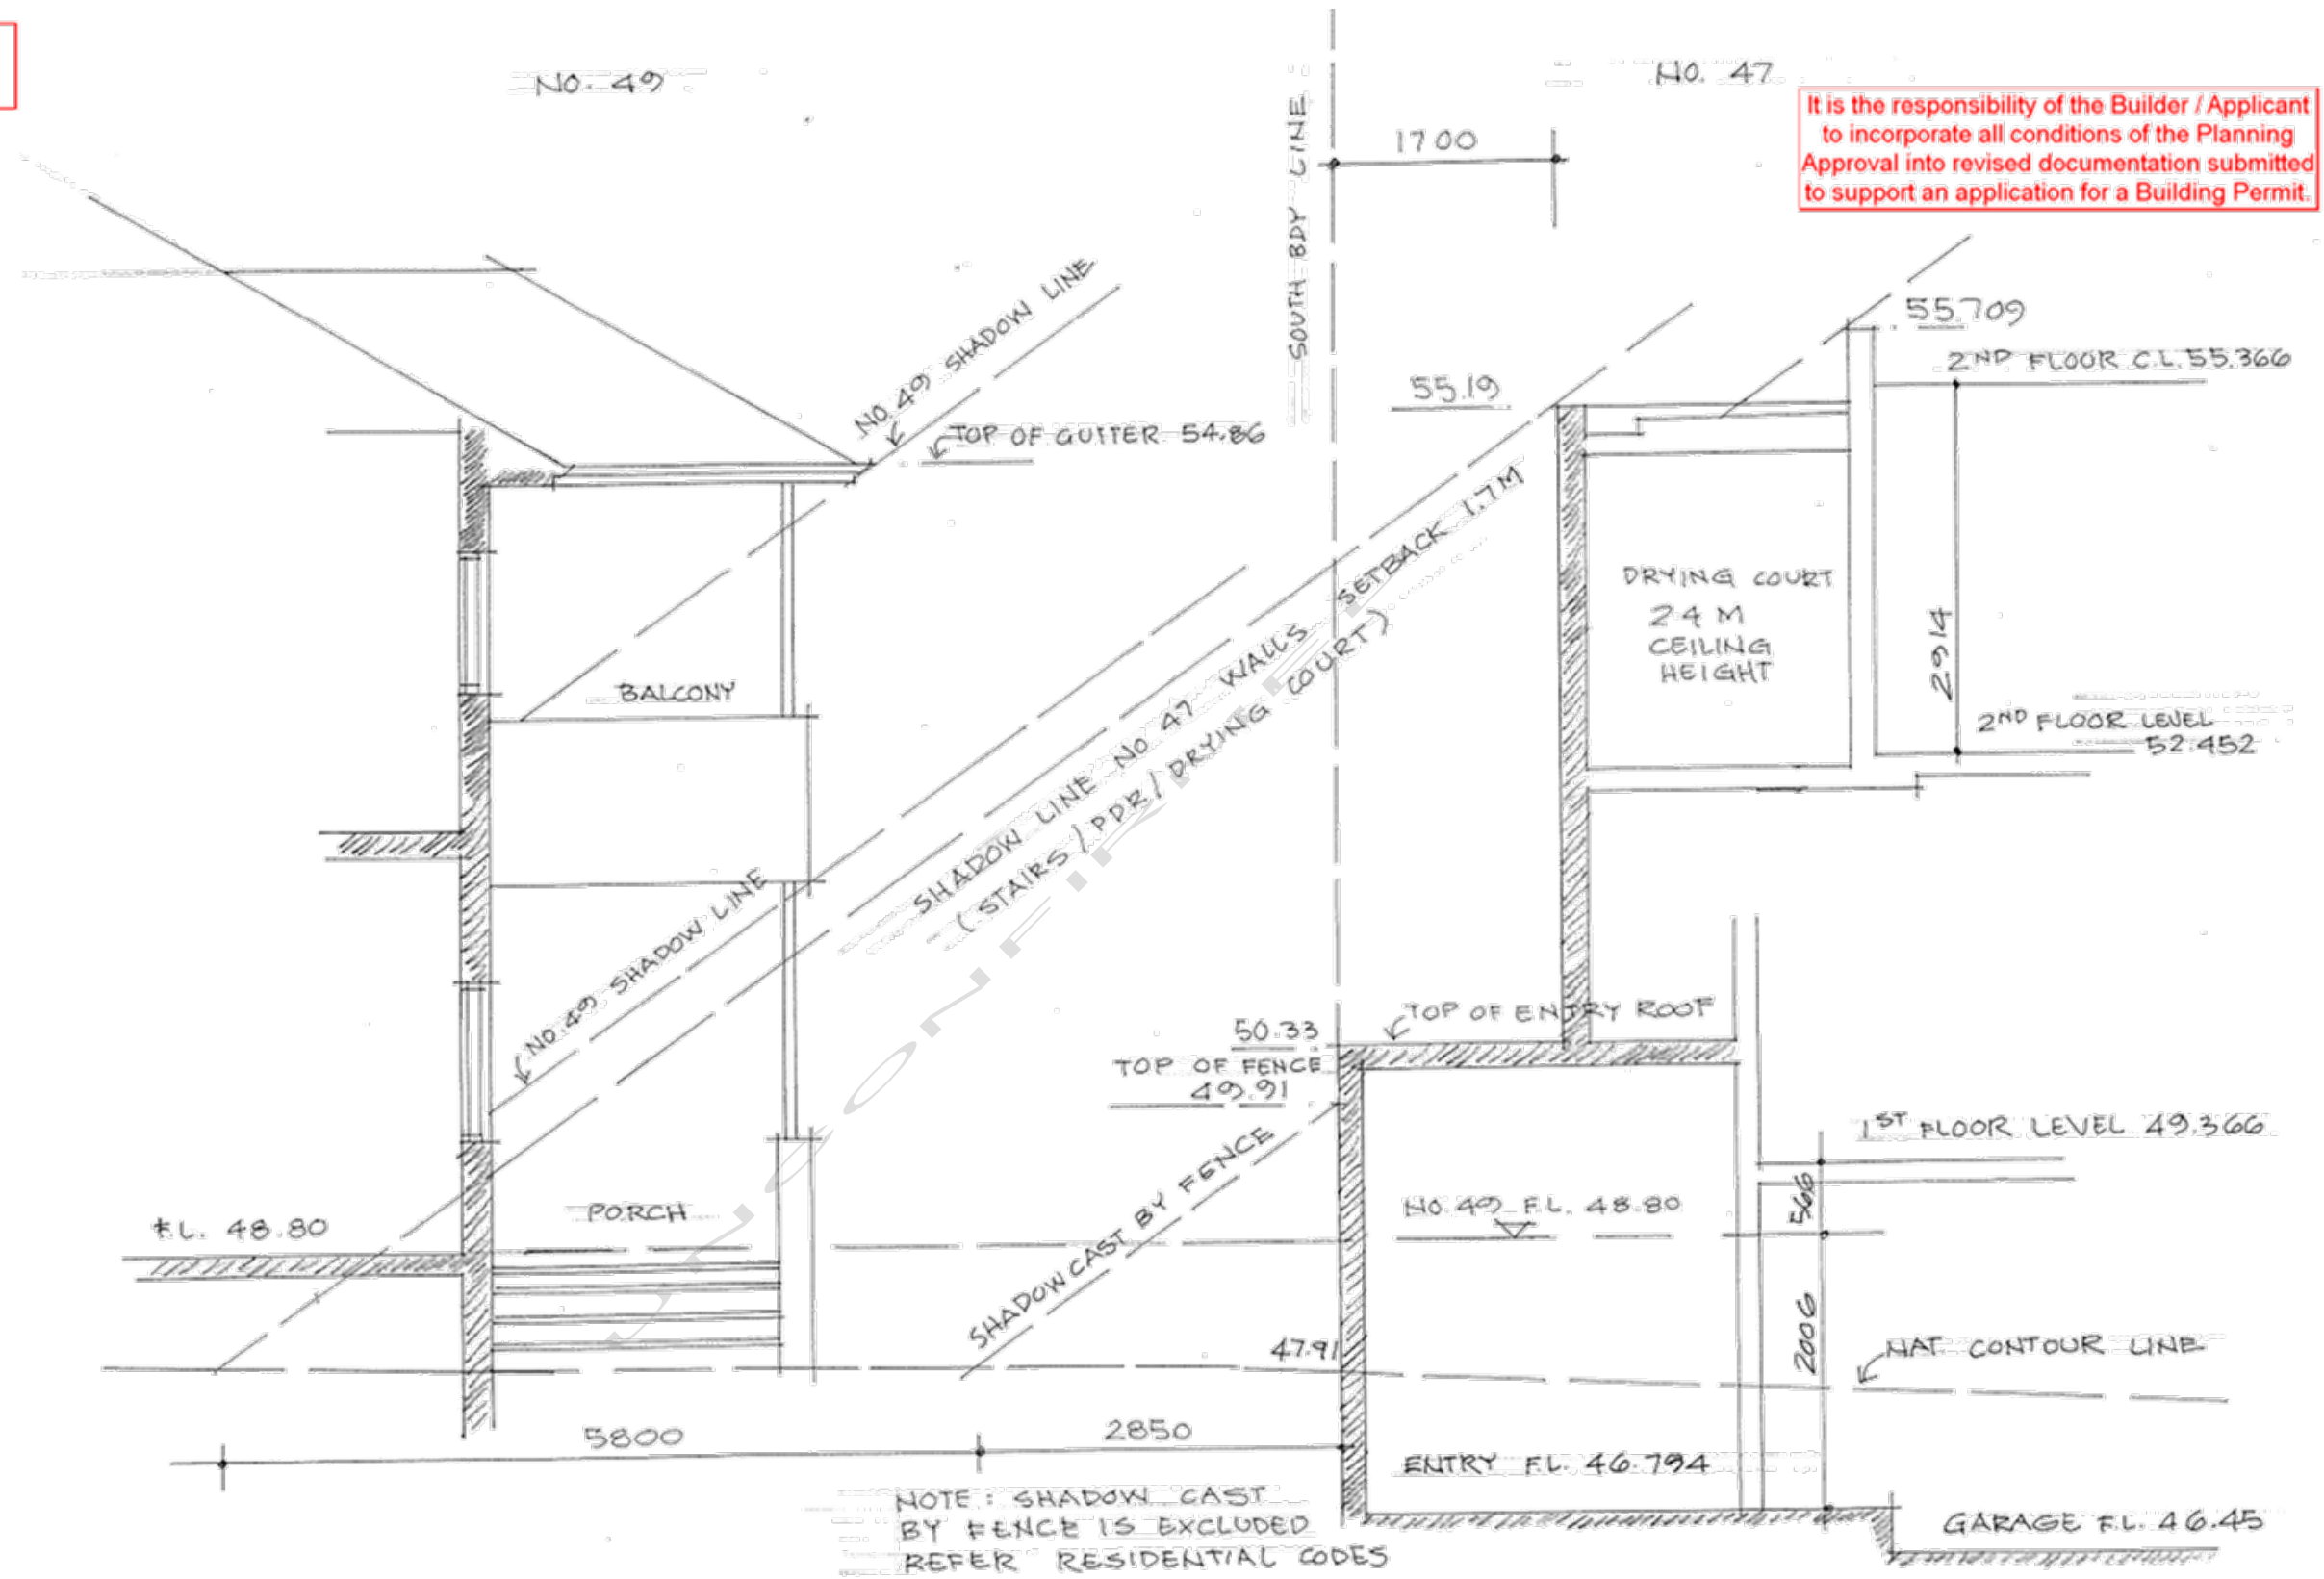 NO. 49
NO. 47
It is the responsibility of the Builder / Applicant
to incorporate all conditions of the Planning
Approval into revised documentation submitted
to support an application for a Building Permit.
SOUTH BDY LINE
1700
NO 49 SHADOW LINE
TOP OF GUTTER 54.86
55.19
55.709
2ND FLOOR C.L. 55.366
SHADOW LINE NO 47 WALLS SETBACK 1.7M
(STAIRS / PDR / DRYING COURT)
DRYING COURT
2.4 M
CEILING
HEIGHT
2914
2ND FLOOR LEVEL
52.452
BALCONY
NO.49 SHADOW LINE
50.33
TOP OF ENTRY ROOF
TOP OF FENCE
49.91
1ST FLOOR LEVEL 49.366
566
F.L. 48.80
PORCH
SHADOW CAST BY FENCE
NO. 49 F.L. 48.80
2006
47.91
NAT. CONTOUR LINE
5800
2850
ENTRY F.L. 46.794
GARAGE F.L. 46.45
NOTE: SHADOW CAST
BY FENCE IS EXCLUDED
REFER RESIDENTIAL CODES